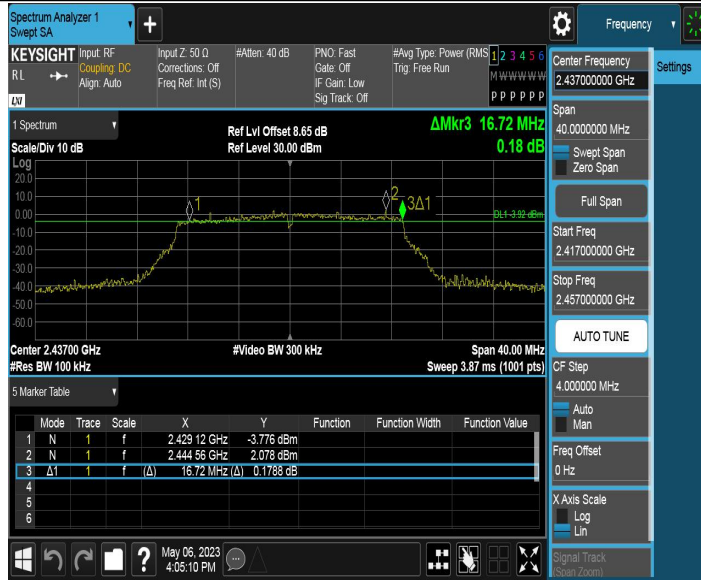 Spectrum Analyzer 1
Swept SA
Frequency
KEYSIGHT
RL
LXI
Input: RF
Coupling: DC
Align: Auto
Input Z: 50 Ω
Corrections: Off
Freq Ref: Int (S)
#Atten: 40 dB
PNO: Fast
Gate: Off
IF Gain: Low
Sig Track: Off
#Avg Type: Power (RMS
Trig: Free Run
1 2 3 4 5 6
M W W W W W
P P P P P P
Settings
1 Spectrum
Scale/Div 10 dB
Ref Lvl Offset 8.65 dB
Ref Level 30.00 dBm
ΔMkr3 16.72 MHz
0.18 dB
Log
20.0
10.0
0.00
-10.0
-20.0
-30.0
-40.0
-50.0
-60.0
1
2
3Δ1
DL1 -3.92 dBm
Center 2.43700 GHz
#Res BW 100 kHz
#Video BW 300 kHz
Span 40.00 MHz
Sweep 3.87 ms (1001 pts)
5 Marker Table
Mode Trace Scale X Y Function Function Width Function Value
1 N 1 f 2.429 12 GHz -3.776 dBm
2 N 1 f 2.444 56 GHz 2.078 dBm
3 Δ1 1 f (Δ) 16.72 MHz (Δ) 0.1788 dB
4
5
6
May 06, 2023
4:05:10 PM
Center Frequency
2.437000000 GHz
Span
40.0000000 MHz
Swept Span
Zero Span
Full Span
Start Freq
2.417000000 GHz
Stop Freq
2.457000000 GHz
AUTO TUNE
CF Step
4.000000 MHz
Auto
Man
Freq Offset
0 Hz
X Axis Scale
Log
Lin
Signal Track
(Span Zoom)